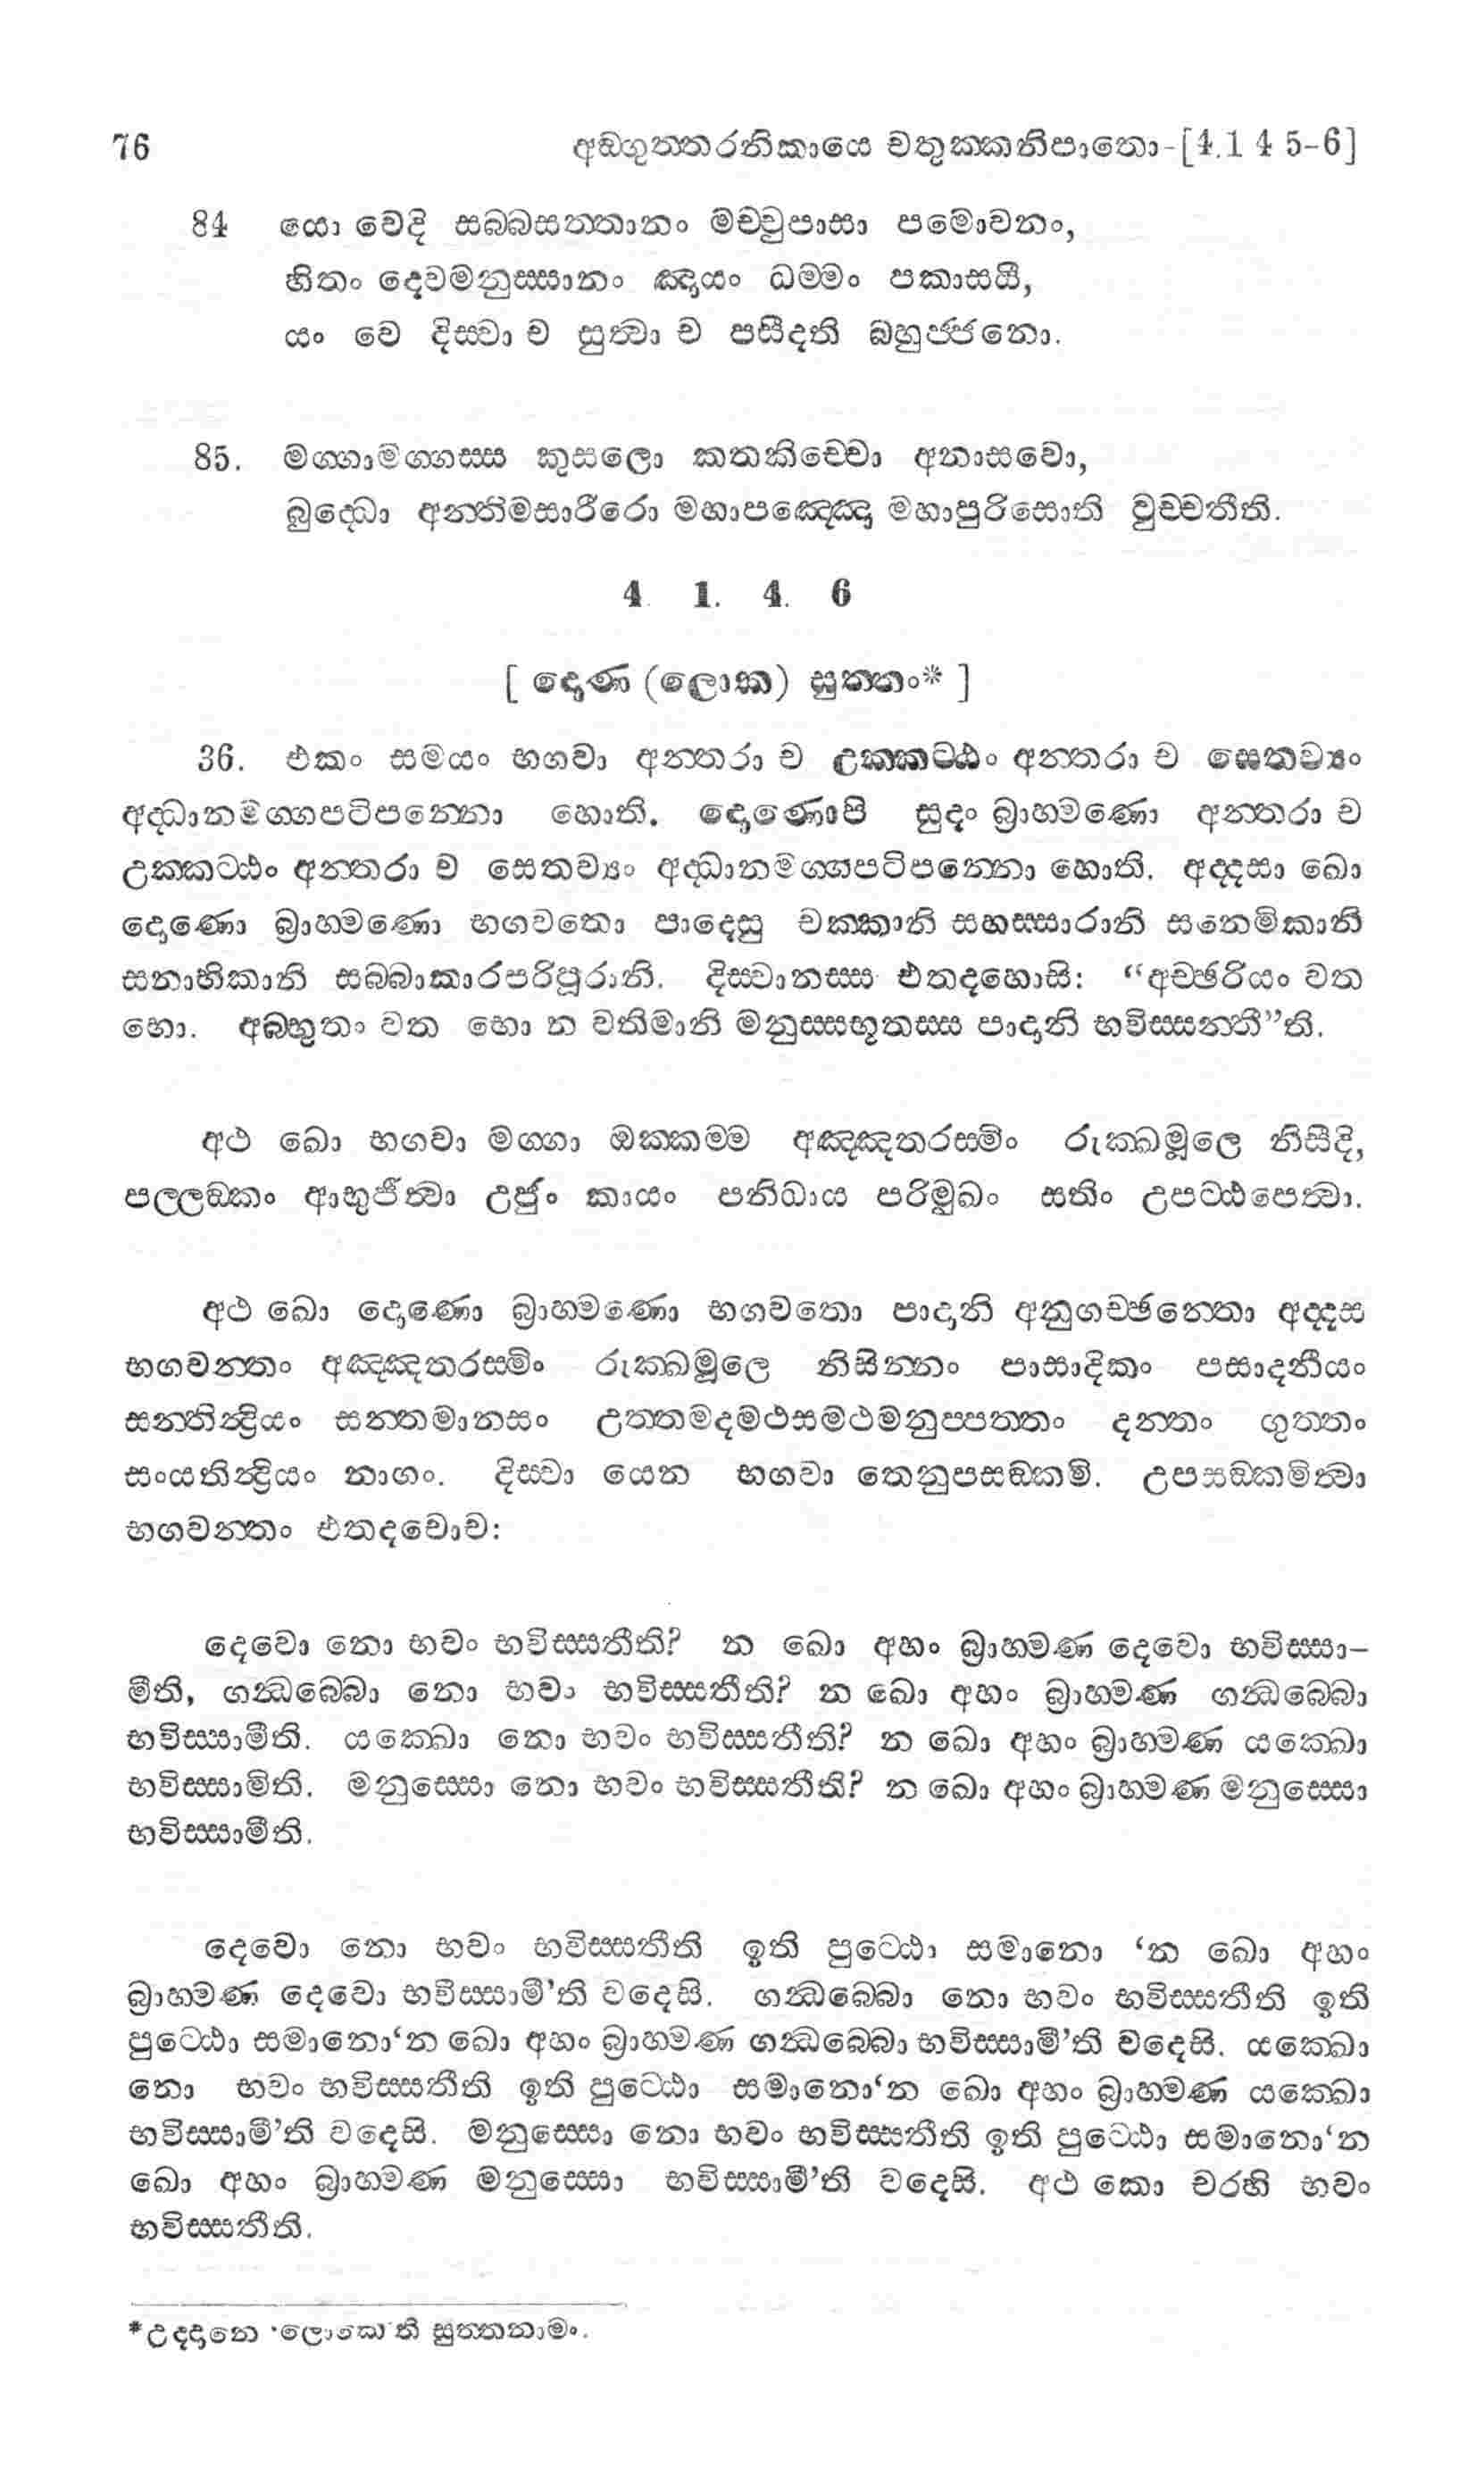 76 අඞ්ගුත්තරනිකායෙ චතුක්කනිපාතො-[4.1 4 5-6]
84 යො වෙදි සබ්බසත්තානං මච්චුපාසා පමොචනං,
හිතං දෙවමනුස්සානං ඤායං ධම්මං පකාසයී,
යං වෙ දිස්වා ච සුත්වා ච පසීදති බහුජ්ජනො.
85. මග්ගාමග්ගස්ස කුසලො කතකිච්චො අනාසවො,
බුද්ධො අන්තිමසාරීරො මහාපඤ්ඤො මහාපුරිසොති වුච්චතීති.
4 1. 4. 6
[ දොණ (ලොක) සුත්තං* ]
36. එකං සමයං භගවා අන්තරා ච උක්කට්ඨං අන්තරා ච සෙතව්‍යං
අද්ධානමග්ගපටිපන්නො හොති. දොණොපි සුදං බ්‍රාහ්මණො අන්තරා ච
උක්කට්ඨං අන්තරා ච සෙතව්‍යං අද්ධානමග්ගපටිපන්නො හොති. අද්දසා ඛො
දොණො බ්‍රාහ්මණො භගවතො පාදෙසු චක්කානි සහස්සාරානි සනෙමිකානි
සනාභිකානි සබ්බාකාරපරිපූරානි. දිස්වානස්ස එතදහොසි: “අච්ඡරියං වත
භො. අබ්භුතං වත භො න වතිමානි මනුස්සභූතස්ස පාදානි භවිස්සන්තී”ති.
අථ ඛො භගවා මග්ගා ඔක්කම්ම අඤ්ඤතරස්මිං රුක්ඛමූලෙ නිසීදි,
පල්ලඞ්කං ආභුජිත්වා උජුං කායං පනිධාය පරිමුඛං සතිං උපට්ඨපෙත්වා.
අථ ඛො දොණො බ්‍රාහ්මණො භගවතො පාදානි අනුගච්ඡන්තො අද්දස
භගවන්තං අඤ්ඤතරස්මිං රුක්ඛමූලෙ නිසින්නං පාසාදිකං පසාදනීයං
සන්තින්ද්‍රියං සන්තමානසං උත්තමදමථසමථමනුප්පත්තං දන්තං ගුත්තං
සංයතින්ද්‍රියං නාගං. දිස්වා යෙන භගවා තෙනුපසඞ්කමි. උපසඞ්කමිත්වා
භගවන්තං එතදවොච:
දෙවො නො භවං භවිස්සතීති? න ඛො අහං බ්‍රාහ්මණ දෙවො භවිස්සා-
මීති, ගන්ධබ්බො නො භවං භවිස්සතීති? න ඛො අහං බ්‍රාහ්මණ ගන්ධබ්බො
භවිස්සාමීති. යක්ඛො නො භවං භවිස්සතීති? න ඛො අහං බ්‍රාහ්මණ යක්ඛො
භවිස්සාමිති. මනුස්සො නො භවං භවිස්සතීති? න ඛො අහං බ්‍රාහ්මණ මනුස්සො
භවිස්සාමීති.
දෙවො නො භවං භවිස්සතීති ඉති පුට්ඨො සමානො ‘න ඛො අහං
බ්‍රාහ්මණ දෙවො භවිස්සාමී’ති වදෙසි. ගන්ධබ්බො නො භවං භවිස්සතීති ඉති
පුට්ඨො සමානො‘න ඛො අහං බ්‍රාහ්මණ ගන්ධබ්බො භවිස්සාමී’ති වදෙසි. යක්ඛො
නො භවං භවිස්සතීති ඉති පුට්ඨො සමානො‘න ඛො අහං බ්‍රාහ්මණ යක්ඛො
භවිස්සාමී’ති වදෙසි. මනුස්සො නො භවං භවිස්සතීති ඉති පුට්ඨො සමානො‘න
ඛො අහං බ්‍රාහ්මණ මනුස්සො භවිස්සාමී’ති වදෙසි. අථ කො චරහි භවං
භවිස්සතීති.
*උද්දානෙ ‘ලොකෙ’ති සුත්තනාමං.